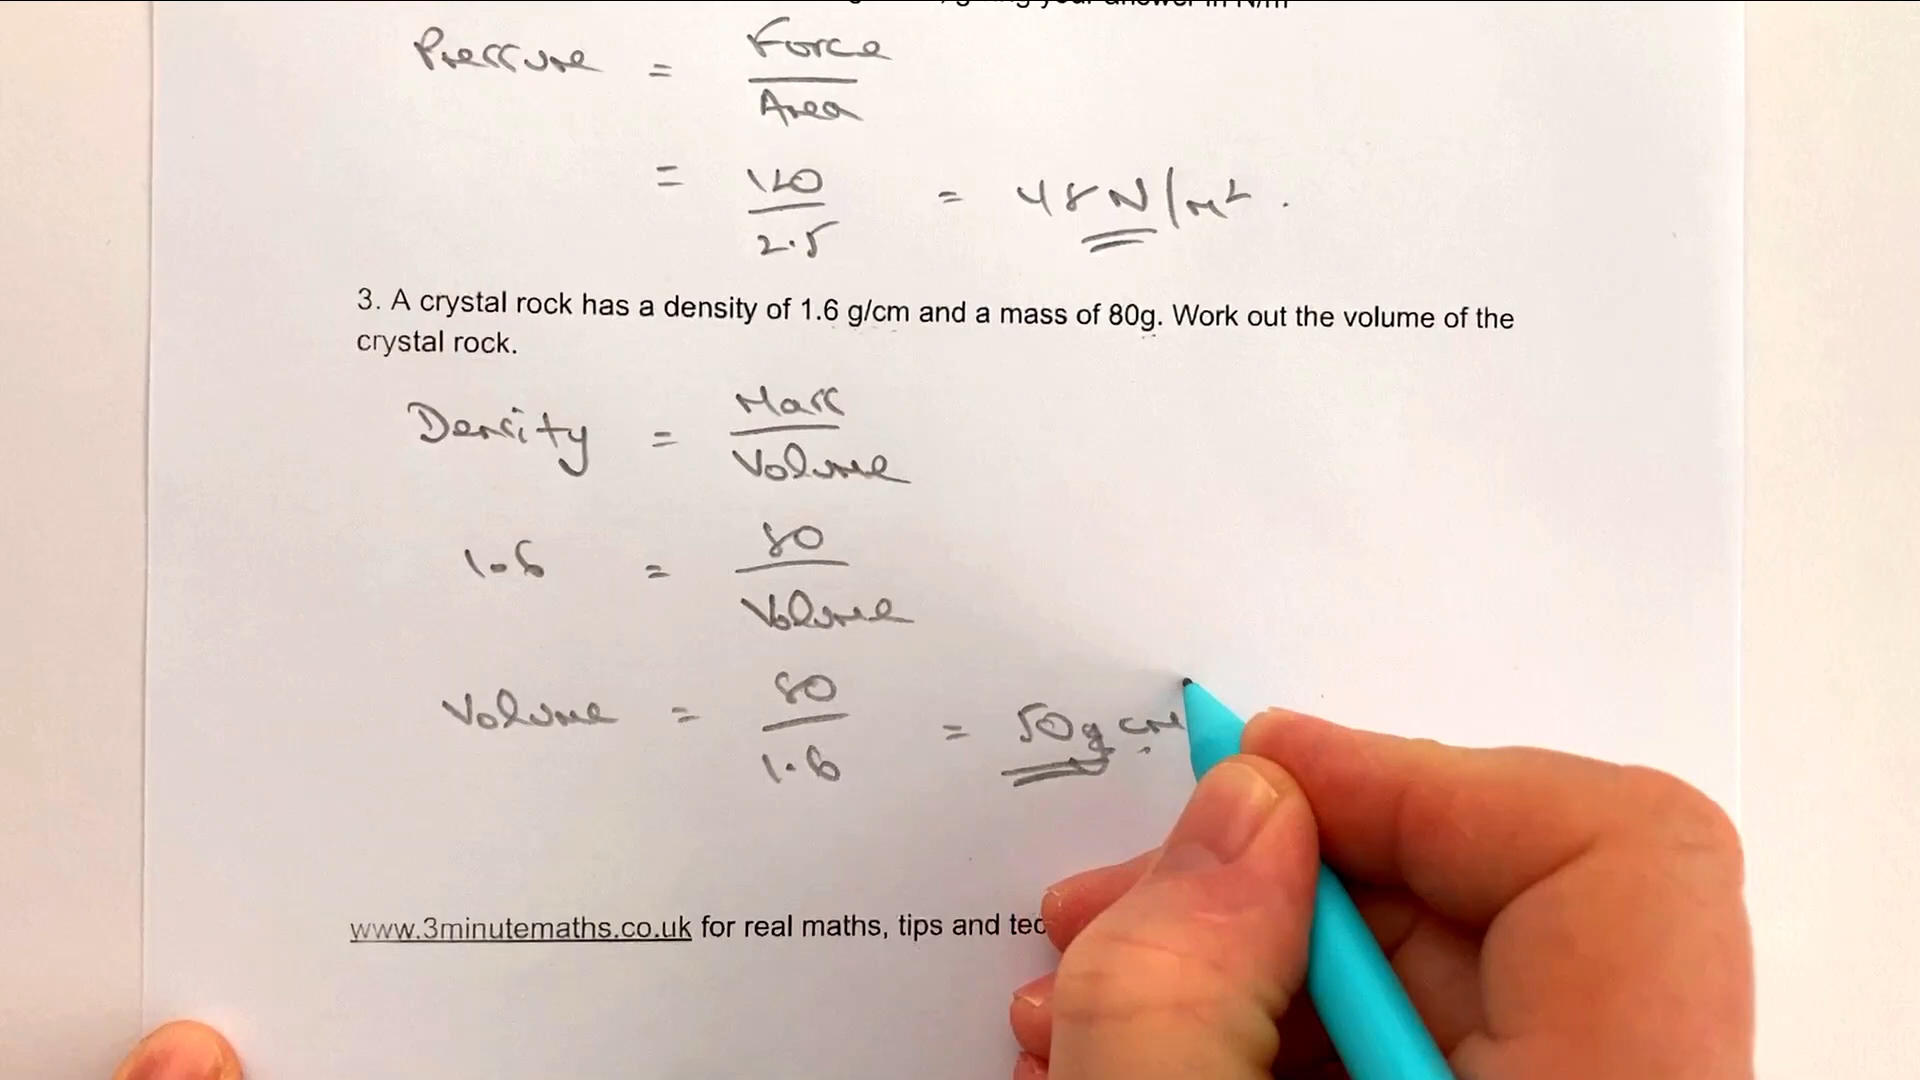 Pressure = Force
Area
= 120
2.5
= 48N/m²
3. A crystal rock has a density of 1.6 g/cm and a mass of 80g. Work out the volume of the
crystal rock.
Density = Mass
Volume
1.6 = 80
Volume
Volume = 80
1.6
= 50g cm
www.3minutemaths.co.uk for real maths, tips and tec